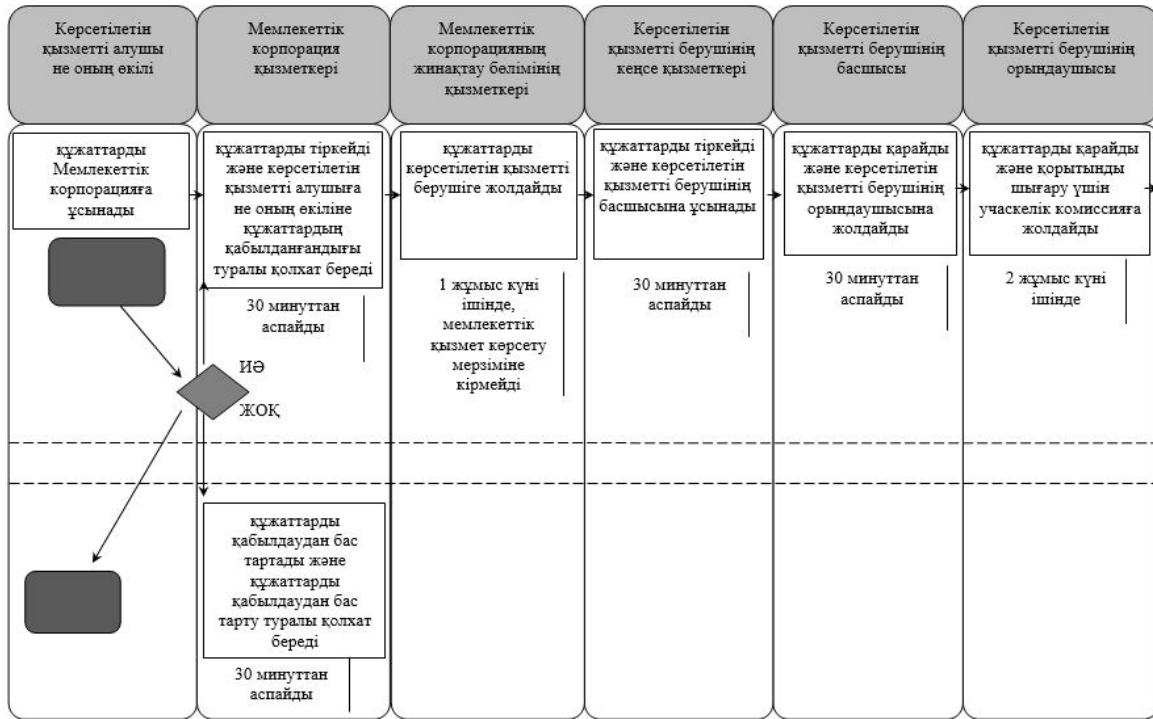 Көрсетілетін
қызметті алушы
не оның өкілі
Мемлекеттік
корпорация
қызметкері
Мемлекеттік
корпорацияның
жинақтау бөлімінің
қызметкері
Көрсетілетін
қызметті берушінің
кеңсе қызметкері
Көрсетілетін
қызметті берушінің
басшысы
Көрсетілетін
қызметті берушінің
орындаушысы
құжаттарды
Мемлекеттік
корпорацияға
ұсынады
құжаттарды тіркейді
және көрсетілетін
қызметті алушыға
не оның өкіліне
құжаттардың
қабылданғандығы
туралы қолхат береді
30 минуттан
аспайды
құжаттарды
көрсетілетін қызметті
берушіге жолдайды
1 жұмыс күні
ішінде,
мемлекеттік
қызмет көрсету
мерзіміне
кірмейді
құжаттарды тіркейді
және көрсетілетін
қызметті берушінің
басшысына ұсынады
30 минуттан
аспайды
құжаттарды қарайды
және көрсетілетін
қызметті берушінің
орындаушысына
жолдайды
30 минуттан
аспайды
құжаттарды қарайды
және қорытынды
шығару үшін
учаскелік комиссияға
жолдайды
2 жұмыс күні
ішінде
ИӘ
ЖОҚ
құжаттарды
қабылдаудан бас
тартады және
құжаттарды
қабылдаудан бас
тарту туралы қолхат
береді
30 минуттан
аспайды